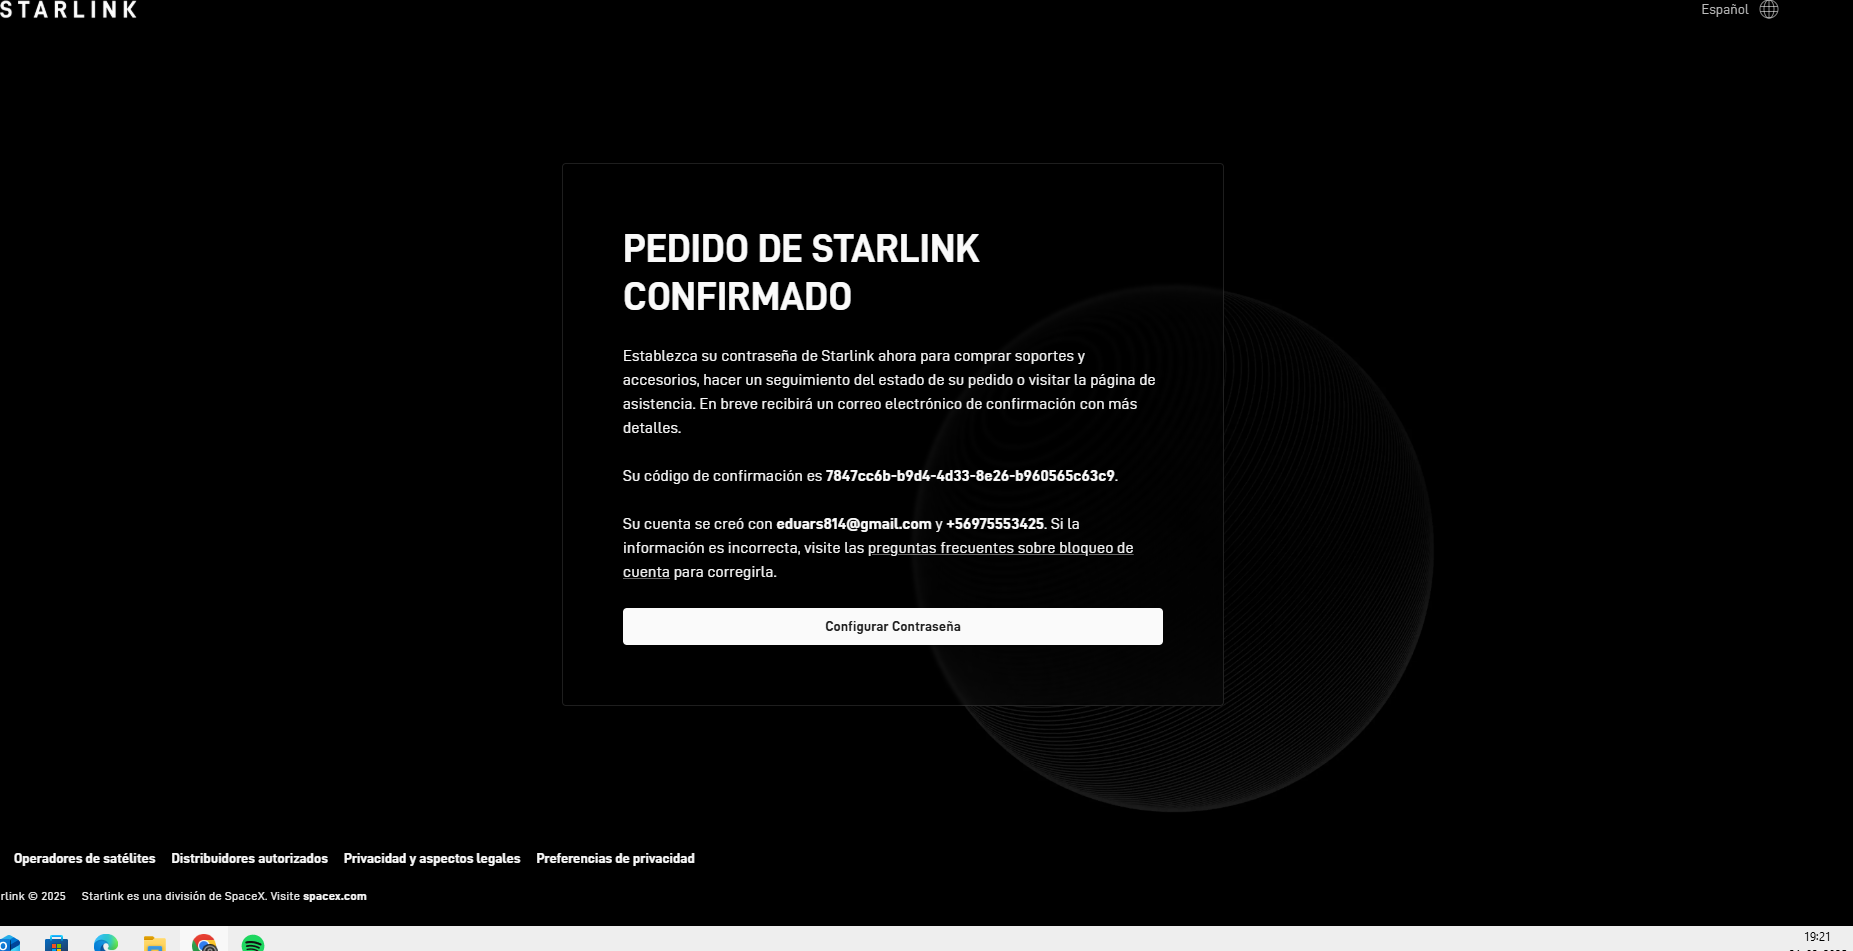 STARLINK
Español
PEDIDO DE STARLINK
CONFIRMADO
Establezca su contraseña de Starlink ahora para comprar soportes y
accesorios, hacer un seguimiento del estado de su pedido o visitar la página de
asistencia. En breve recibirá un correo electrónico de confirmación con más
detalles.
Su código de confirmación es 7847cc6b-b9d4-4d33-8e26-b960565c63c9.
Su cuenta se creó con eduars814@gmail.com y +56975553425. Si la
información es incorrecta, visite las preguntas frecuentes sobre bloqueo de
cuenta para corregirla.
Configurar Contraseña
Operadores de satélites Distribuidores autorizados Privacidad y aspectos legales Preferencias de privacidad
rlink © 2025 Starlink es una división de SpaceX. Visite spacex.com
19:21